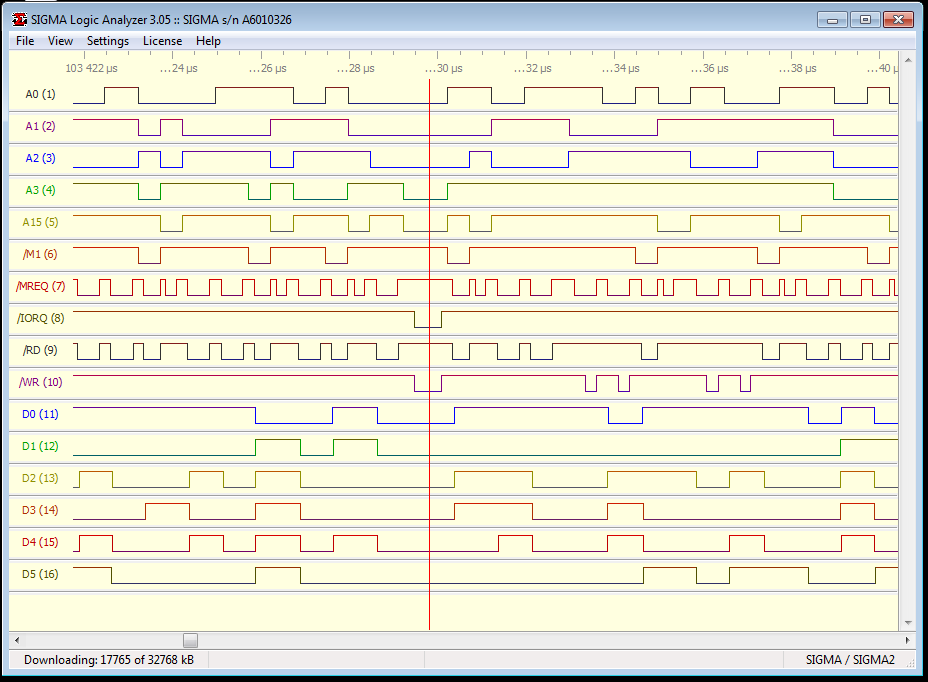 SIGMA Logic Analyzer 3.05 :: SIGMA s/n A6010326
File View Settings License Help
103 422 µs ...24 µs ...26 µs ...28 µs ...30 µs ...32 µs ...34 µs ...36 µs ...38 µs ...40 µ
A0 (1)
A1 (2)
A2 (3)
A3 (4)
A15 (5)
/M1 (6)
/MREQ (7)
/IORQ (8)
/RD (9)
/WR (10)
D0 (11)
D1 (12)
D2 (13)
D3 (14)
D4 (15)
D5 (16)
Downloading: 17765 of 32768 kB SIGMA / SIGMA2